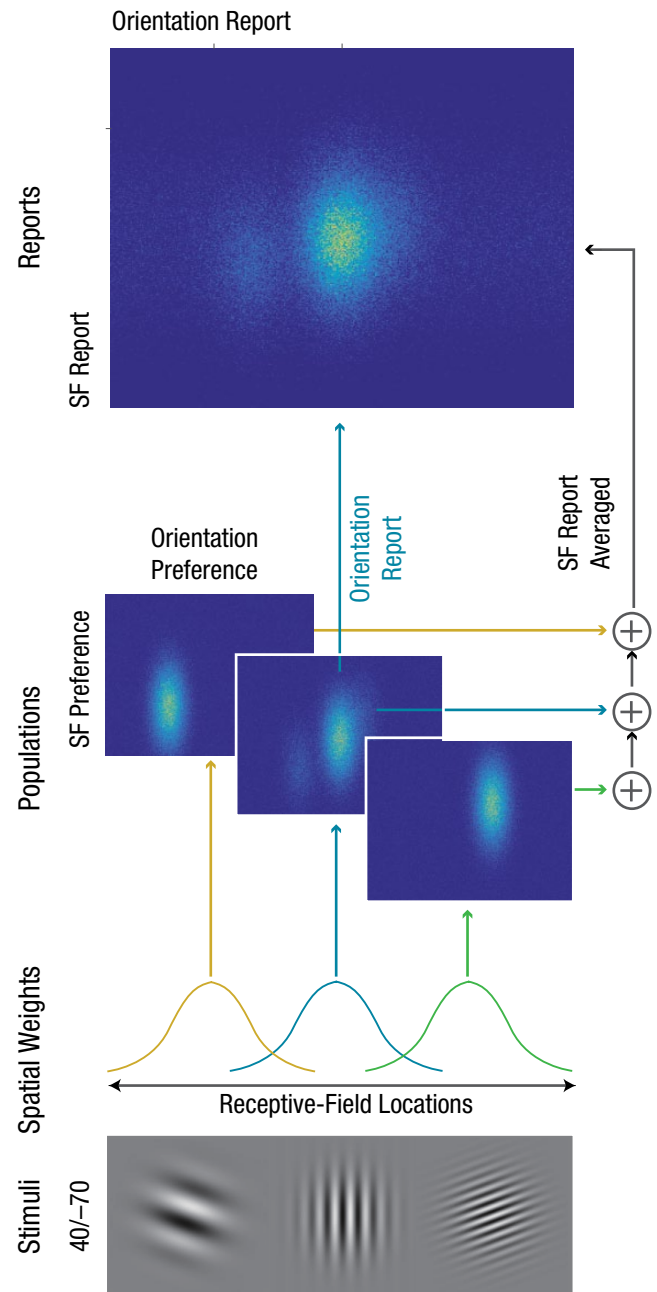 Orientation Report
Reports
SF Report
Orientation
Preference
Orientation
Report
SF Report
Averaged
Populations
SF Preference
Spatial Weights
Receptive-Field Locations
Stimuli
40/–70